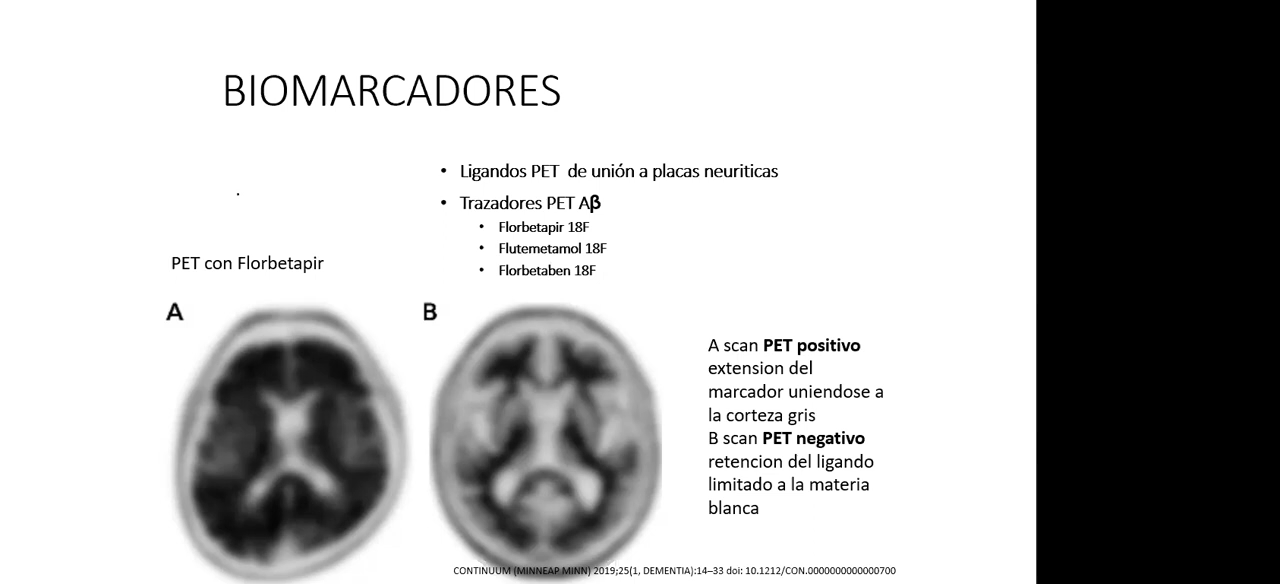 BIOMARCADORES
• Ligandos PET de unión a placas neuriticas
• Trazadores PET Aβ
• Florbetapir 18F
• Flutemetamol 18F
• Florbetaben 18F
PET con Florbetapir
A
B
A scan PET positivo
extension del
marcador uniendose a
la corteza gris
B scan PET negativo
retencion del ligando
limitado a la materia
blanca
CONTINUUM (MINNEAP MINN) 2019;25(1, DEMENTIA):14–33 doi: 10.1212/CON.0000000000000700